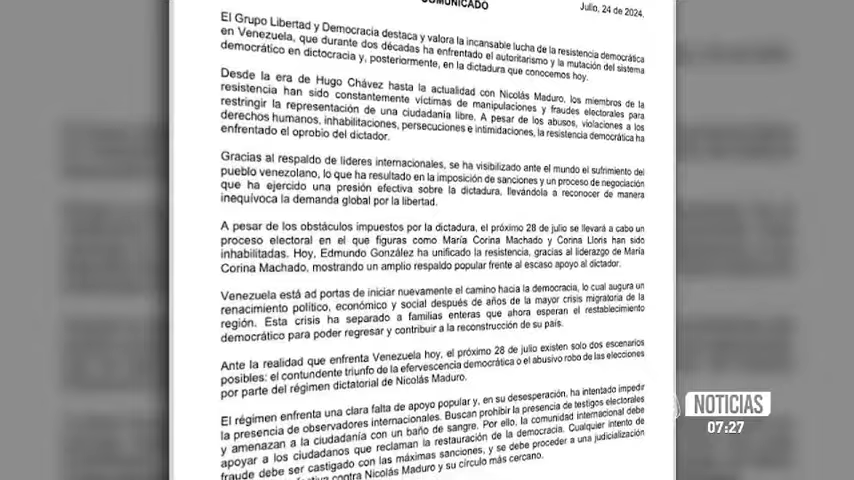 COMUNICADO
Julio, 24 de 2024.
El Grupo Libertad y Democracia destaca y valora la incansable lucha de la resistencia democrática
en Venezuela, que durante dos décadas ha enfrentado el autoritarismo y la mutación del sistema
democrático en dictocracia y, posteriormente, en la dictadura que conocemos hoy.
Desde la era de Hugo Chávez hasta la actualidad con Nicolás Maduro, los miembros de la
resistencia han sido constantemente víctimas de manipulaciones y fraudes electorales para
restringir la representación de una ciudadanía libre. A pesar de los abusos, violaciones a los
derechos humanos, inhabilitaciones, persecuciones e intimidaciones, la resistencia democrática ha
enfrentado el oprobio del dictador.
Gracias al respaldo de lideres internacionales, se ha visibilizado ante el mundo el sufrimiento del
pueblo venezolano, lo que ha resultado en la imposición de sanciones y un proceso de negociación
que ha ejercido una presión efectiva sobre la dictadura, llevándola a reconocer de manera
inequívoca la demanda global por la libertad.
A pesar de los obstáculos impuestos por la dictadura, el próximo 28 de julio se llevará a cabo un
proceso electoral en el que figuras como María Corina Machado y Corina Lloris han sido
inhabilitadas. Hoy, Edmundo González ha unificado la resistencia, gracias al liderazgo de María
Corina Machado, mostrando un amplio respaldo popular frente al escaso apoyo al dictador.
Venezuela está ad portas de iniciar nuevamente el camino hacia la democracia, lo cual augura un
renacimiento político, económico y social después de años de la mayor crisis migratoria de la
región. Esta crisis ha separado a familias enteras que ahora esperan el restablecimiento
democrático para poder regresar y contribuir a la reconstrucción de su país.
Ante la realidad que enfrenta Venezuela hoy, el próximo 28 de julio existen solo dos escenarios
posibles: el contundente triunfo de la efervescencia democrática o el abusivo robo de las elecciones
por parte del régimen dictatorial de Nicolás Maduro.
El régimen enfrenta una clara falta de apoyo popular y, en su desesperación, ha intentado impedir
la presencia de observadores internacionales. Buscan prohibir la presencia de testigos electorales
y amenazan a la ciudadanía con un baño de sangre. Por ello, la comunidad internacional debe
apoyar a los ciudadanos que reclaman la restauración de la democracia. Cualquier intento de
fraude debe ser castigado con las máximas sanciones, y se debe proceder a una judicialización
contra Nicolás Maduro y su círculo más cercano.
NOTICIAS
07:27